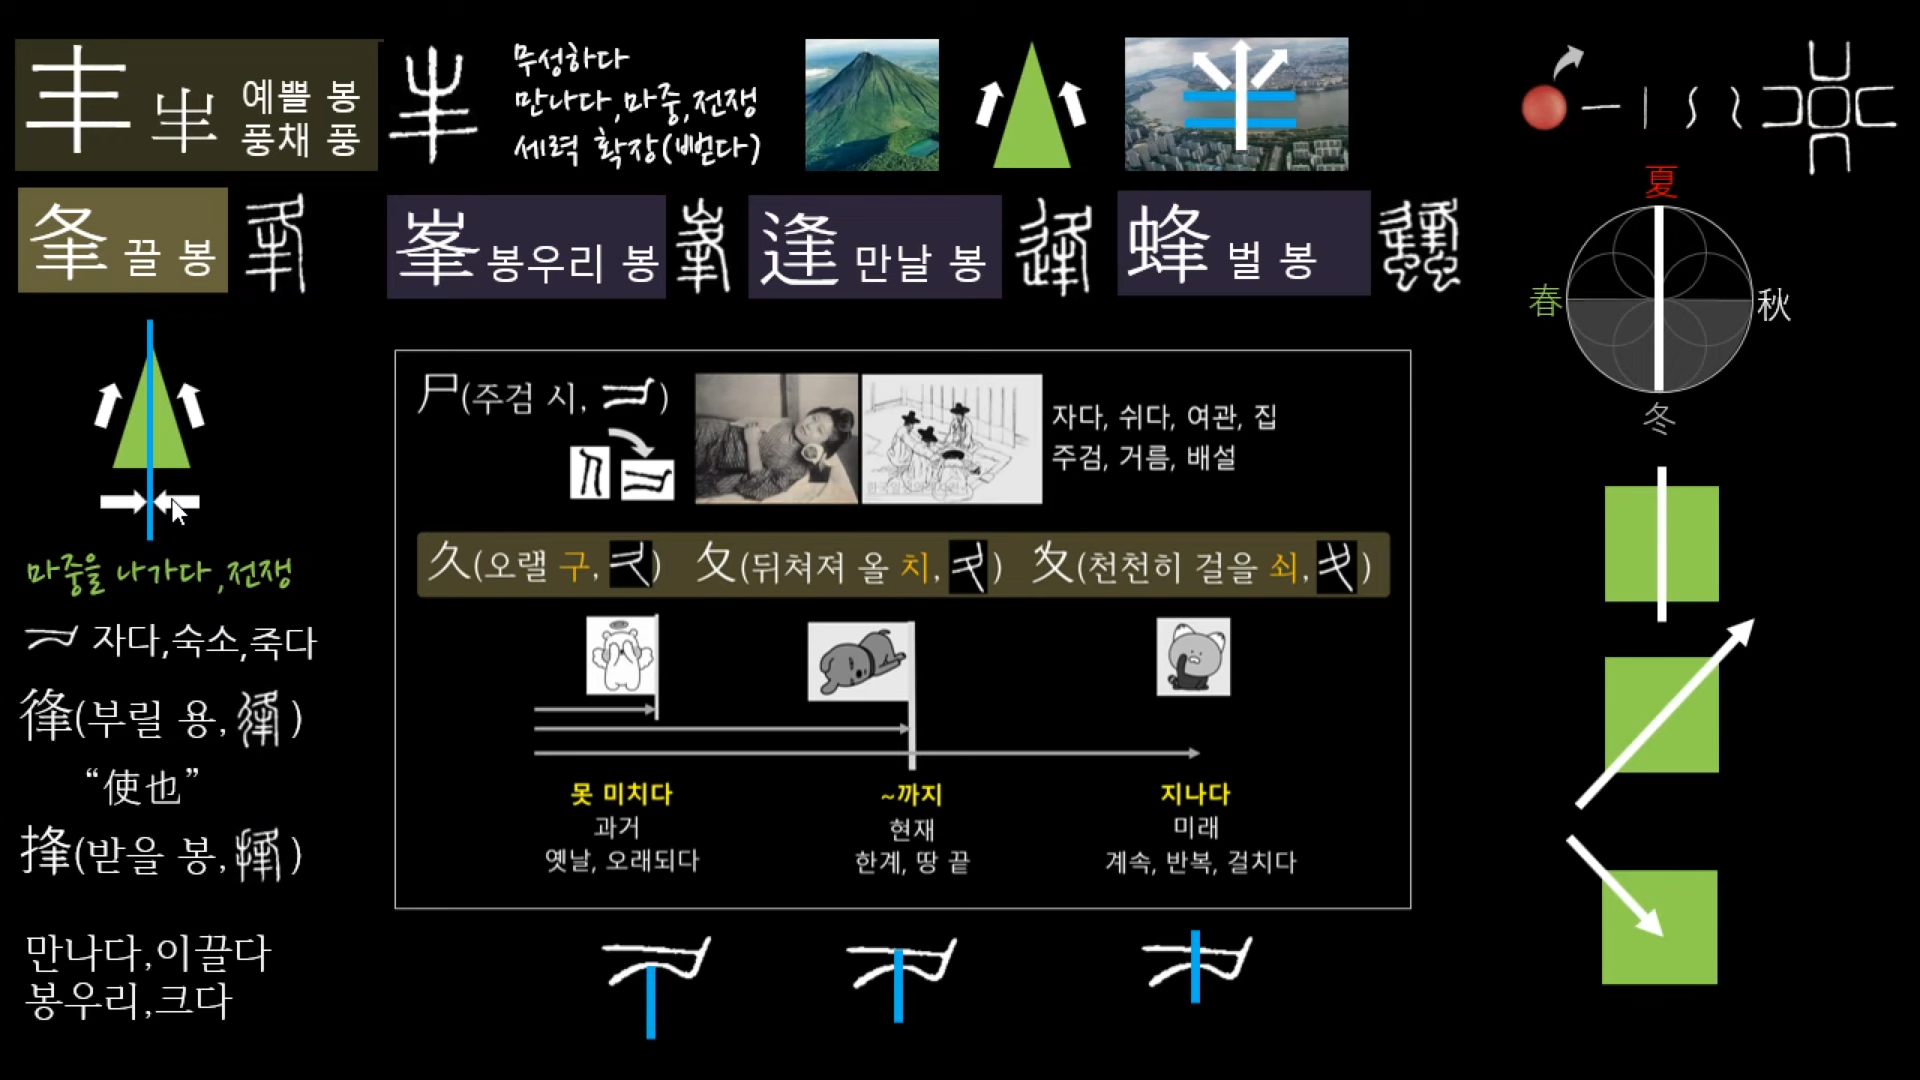 丰 㞷 예쁠 봉
풍채 풍
무성하다
만나다,마중,전쟁
세력 확장(뻗다)
夆 끌 봉
峯 봉우리 봉
逢 만날 봉
蜂 벌 봉
夏
春
秋
冬
尸(주검 시, )
자다, 쉬다, 여관, 집
주검, 거름, 배설
久(오랠 구, ) 夂(뒤쳐져 올 치, ) 夊(천천히 걸을 쇠, )
못 미치다 ~까지 지나다
과거 현재 미래
옛날, 오래되다 한계, 땅 끝 계속, 반복, 걸치다
마중을 나가다,전쟁
자다,숙소,죽다
㣦(부릴 용, )
“使也”
捀(받을 봉, )
만나다,이끌다
봉우리,크다